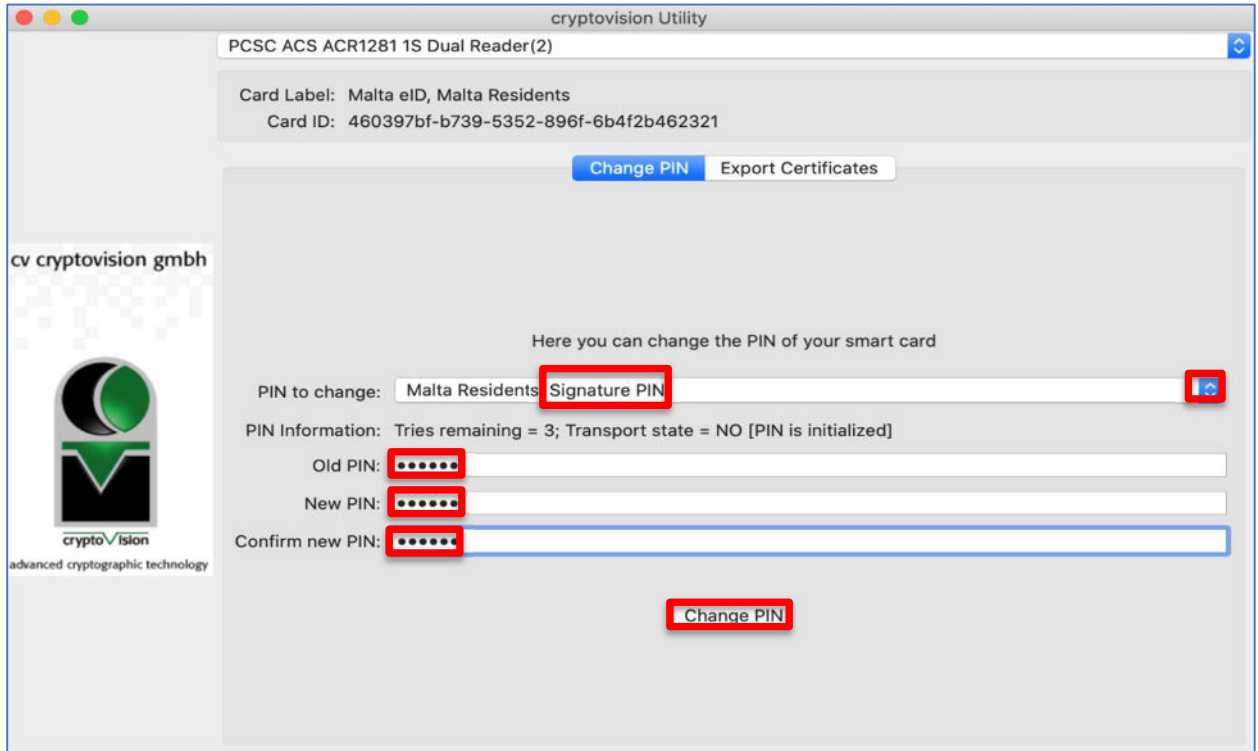 cryptovision Utility
PCSC ACS ACR1281 1S Dual Reader(2)
Card Label: Malta eID, Malta Residents
Card ID: 460397bf-b739-5352-896f-6b4f2b462321
Change PIN Export Certificates
cv cryptovision gmbh
cryptoVision
advanced cryptographic technology
Here you can change the PIN of your smart card
PIN to change: Malta Residents Signature PIN
PIN Information: Tries remaining = 3; Transport state = NO [PIN is initialized]
Old PIN: ••••••
New PIN: ••••••
Confirm new PIN: ••••••
Change PIN